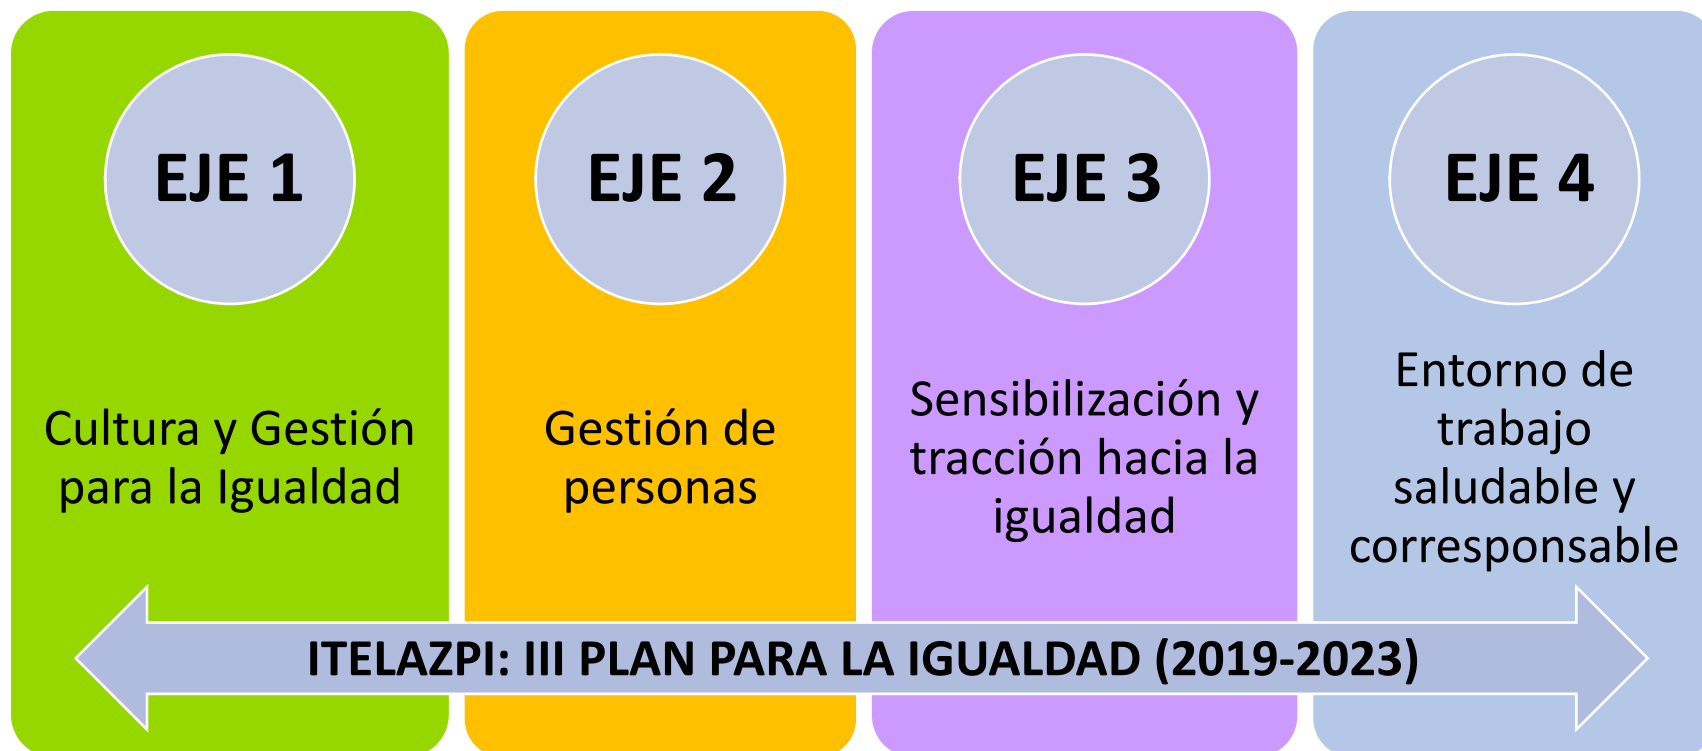 EJE 1
Cultura y Gestión
para la Igualdad
EJE 2
Gestión de
personas
EJE 3
Sensibilización y
tracción hacia la
igualdad
EJE 4
Entorno de
trabajo
saludable y
corresponsable
ITELAZPI: III PLAN PARA LA IGUALDAD (2019-2023)